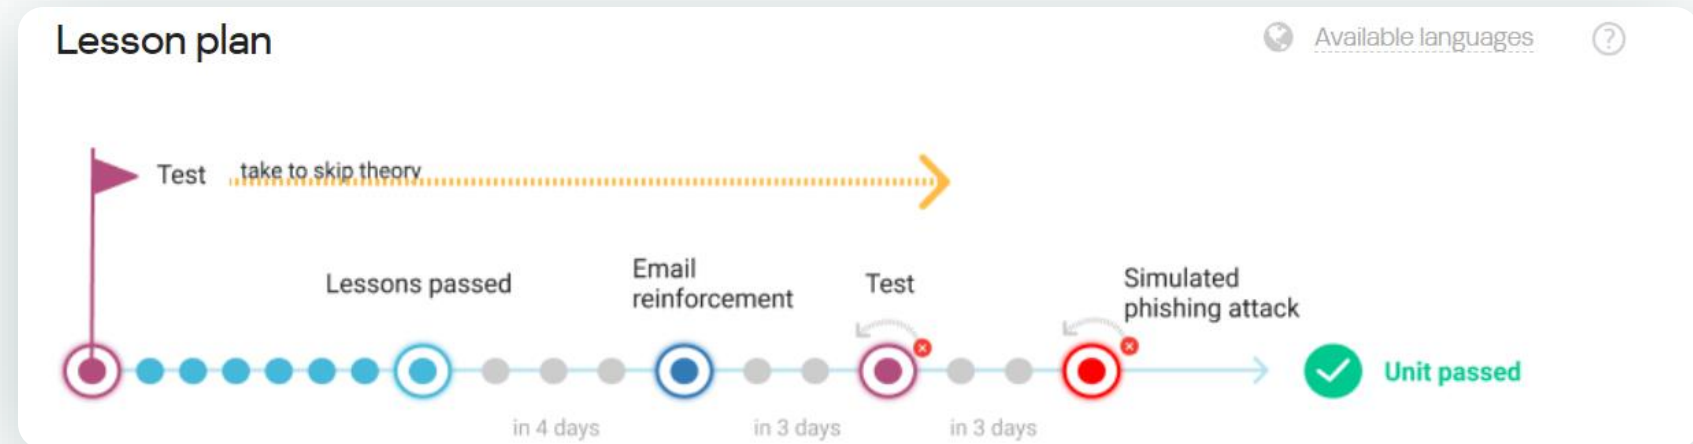 Lesson plan
Available languages
?
Test
take to skip theory
Lessons passed
Email
reinforcement
Test
Simulated
phishing attack
Unit passed
in 4 days
in 3 days
in 3 days